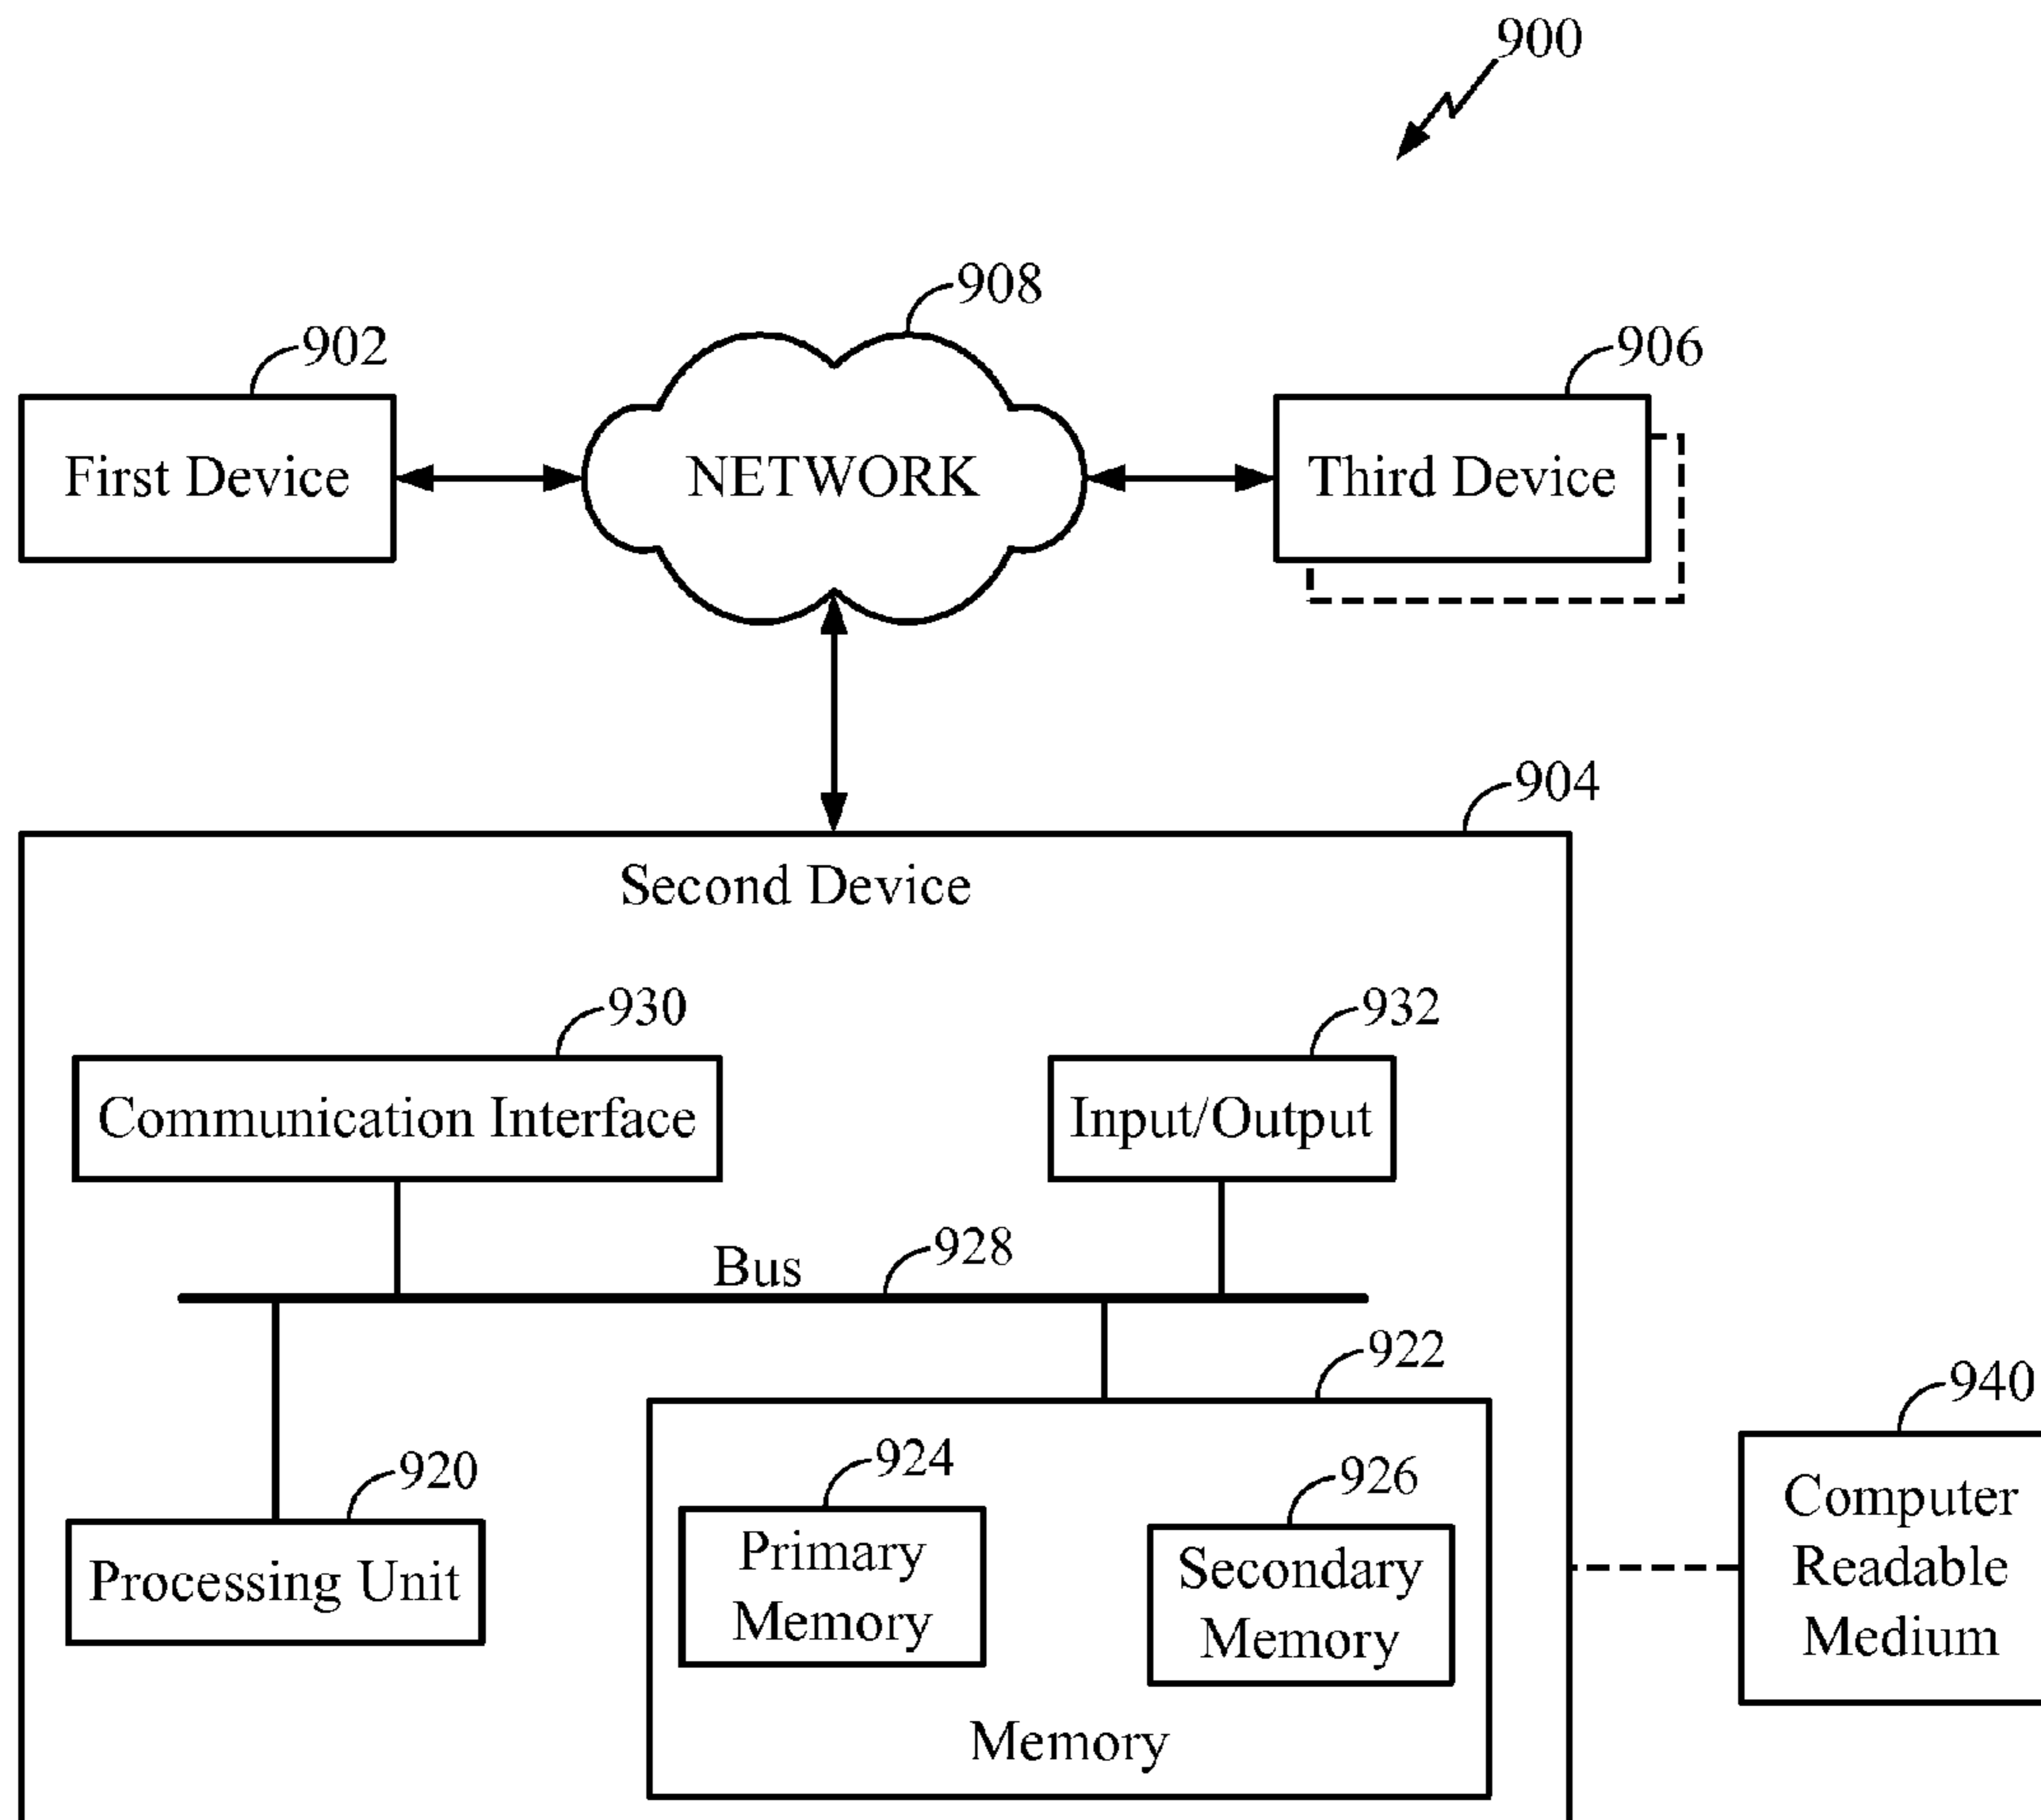 900
908
902
906
First Device
NETWORK
Third Device
904
Second Device
930
932
Communication Interface
Input/Output
Bus
928
922
940
920
924
926
Processing Unit
Primary
Memory
Secondary
Memory
Memory
Computer
Readable
Medium